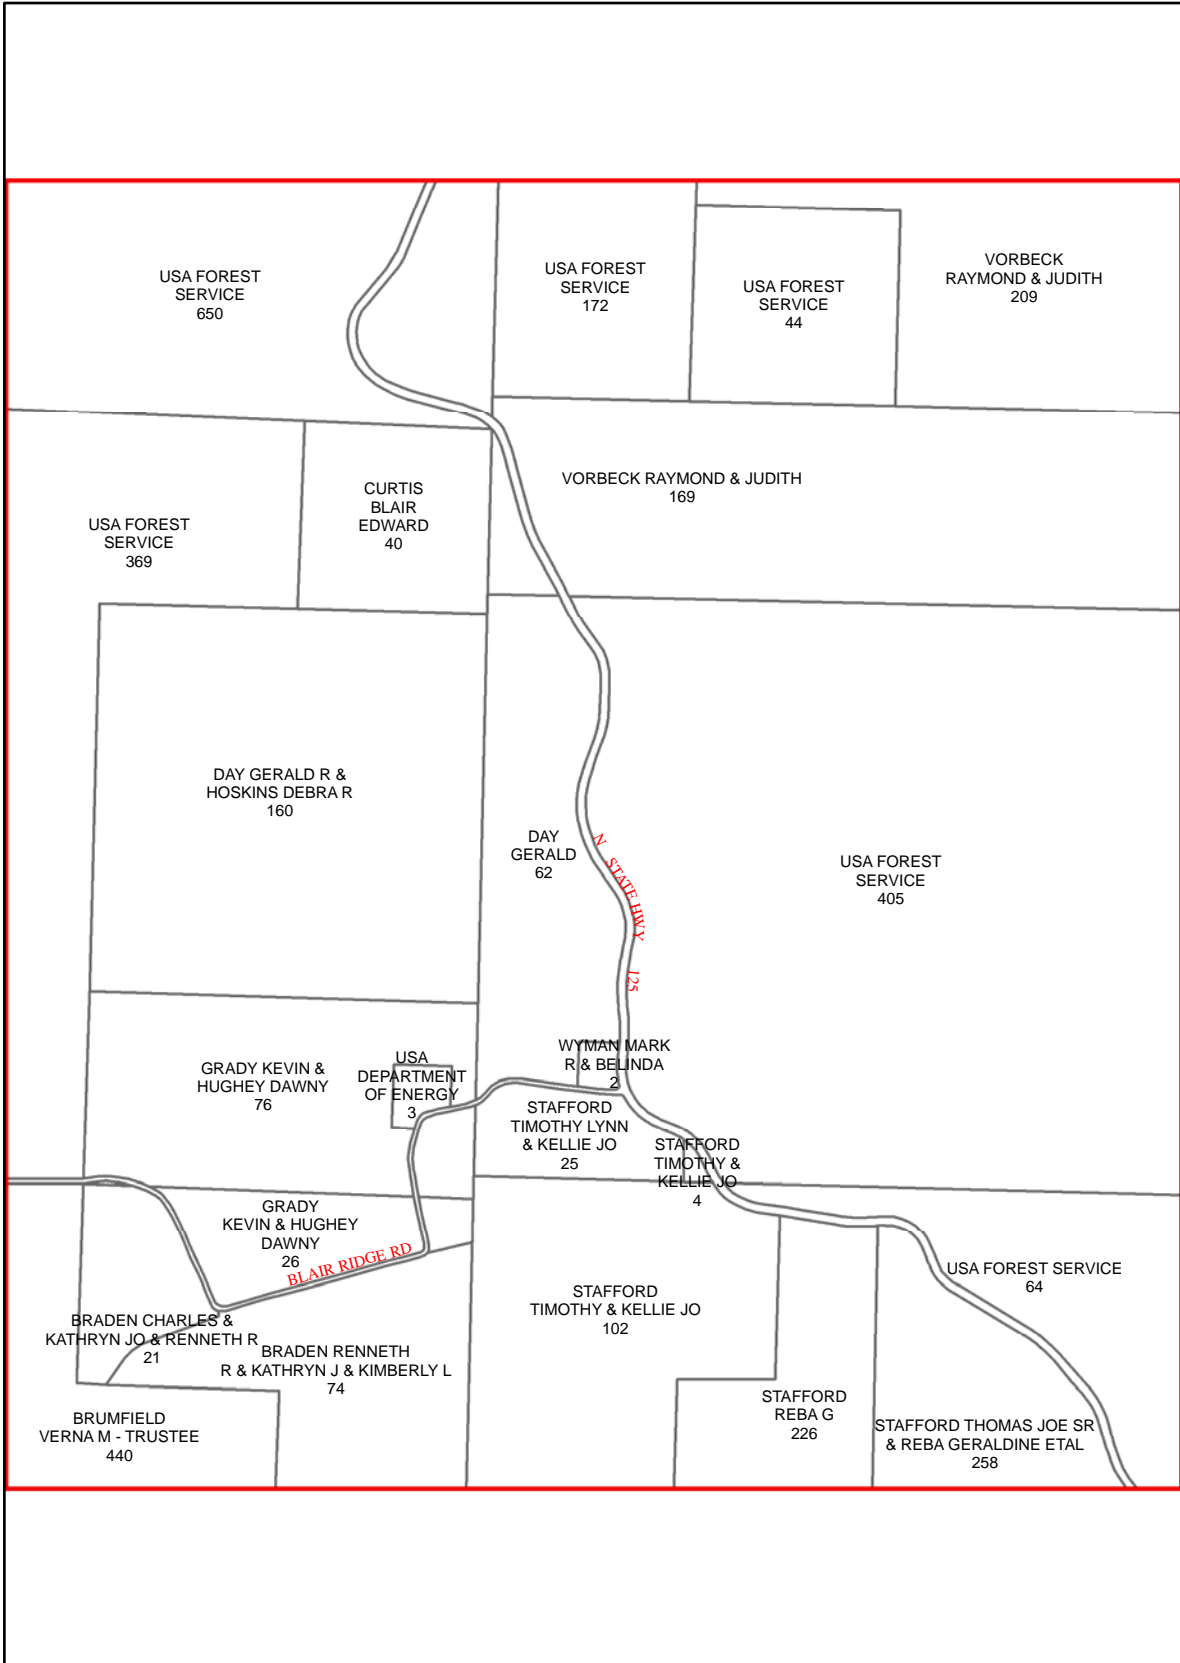 USA FOREST
SERVICE
650
USA FOREST
SERVICE
172
USA FOREST
SERVICE
44
VORBECK
RAYMOND & JUDITH
209
USA FOREST
SERVICE
369
CURTIS
BLAIR
EDWARD
40
VORBECK RAYMOND & JUDITH
169
DAY GERALD R &
HOSKINS DEBRA R
160
DAY
GERALD
62
N STATE HWY 125
USA FOREST
SERVICE
405
GRADY KEVIN &
HUGHEY DAWNY
76
USA
DEPARTMENT
OF ENERGY
3
WYMAN MARK
R & BELINDA
2
STAFFORD
TIMOTHY LYNN
& KELLIE JO
25
STAFFORD
TIMOTHY &
KELLIE JO
4
GRADY
KEVIN & HUGHEY
DAWNY
26
BLAIR RIDGE RD
USA FOREST SERVICE
64
STAFFORD
TIMOTHY & KELLIE JO
102
BRADEN CHARLES &
KATHRYN JO & RENNETH R
21
BRADEN RENNETH
R & KATHRYN J & KIMBERLY L
74
STAFFORD
REBA G
226
BRUMFIELD
VERNA M - TRUSTEE
440
STAFFORD THOMAS JOE SR
& REBA GERALDINE ETAL
258